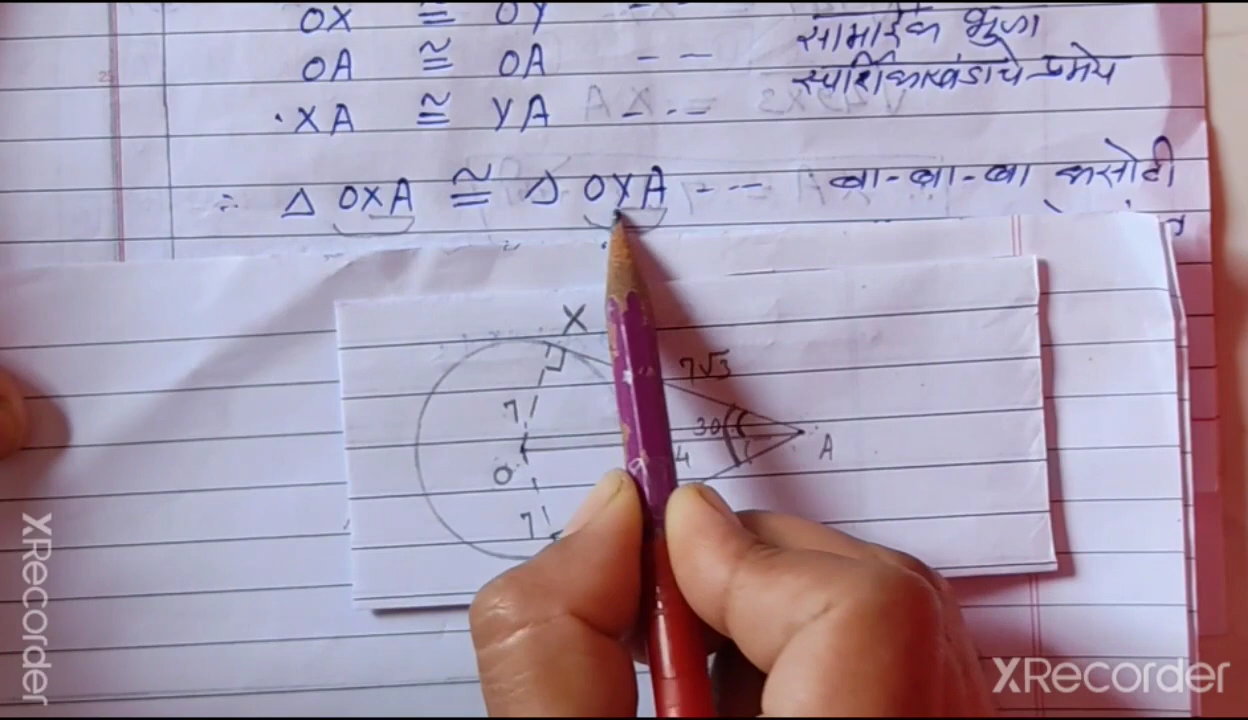 OX ≅ OY - - -
OA ≅ OA - - सामाईक भुजा
XA ≅ YA - - - स्पर्शिकाखंडाचे प्रमेय
∴ Δ OXA ≅ Δ OYA - - - बा-बा-बा कसोटी
X
7√3
7
30
A
O
14
7
XRecorder
XRecorder